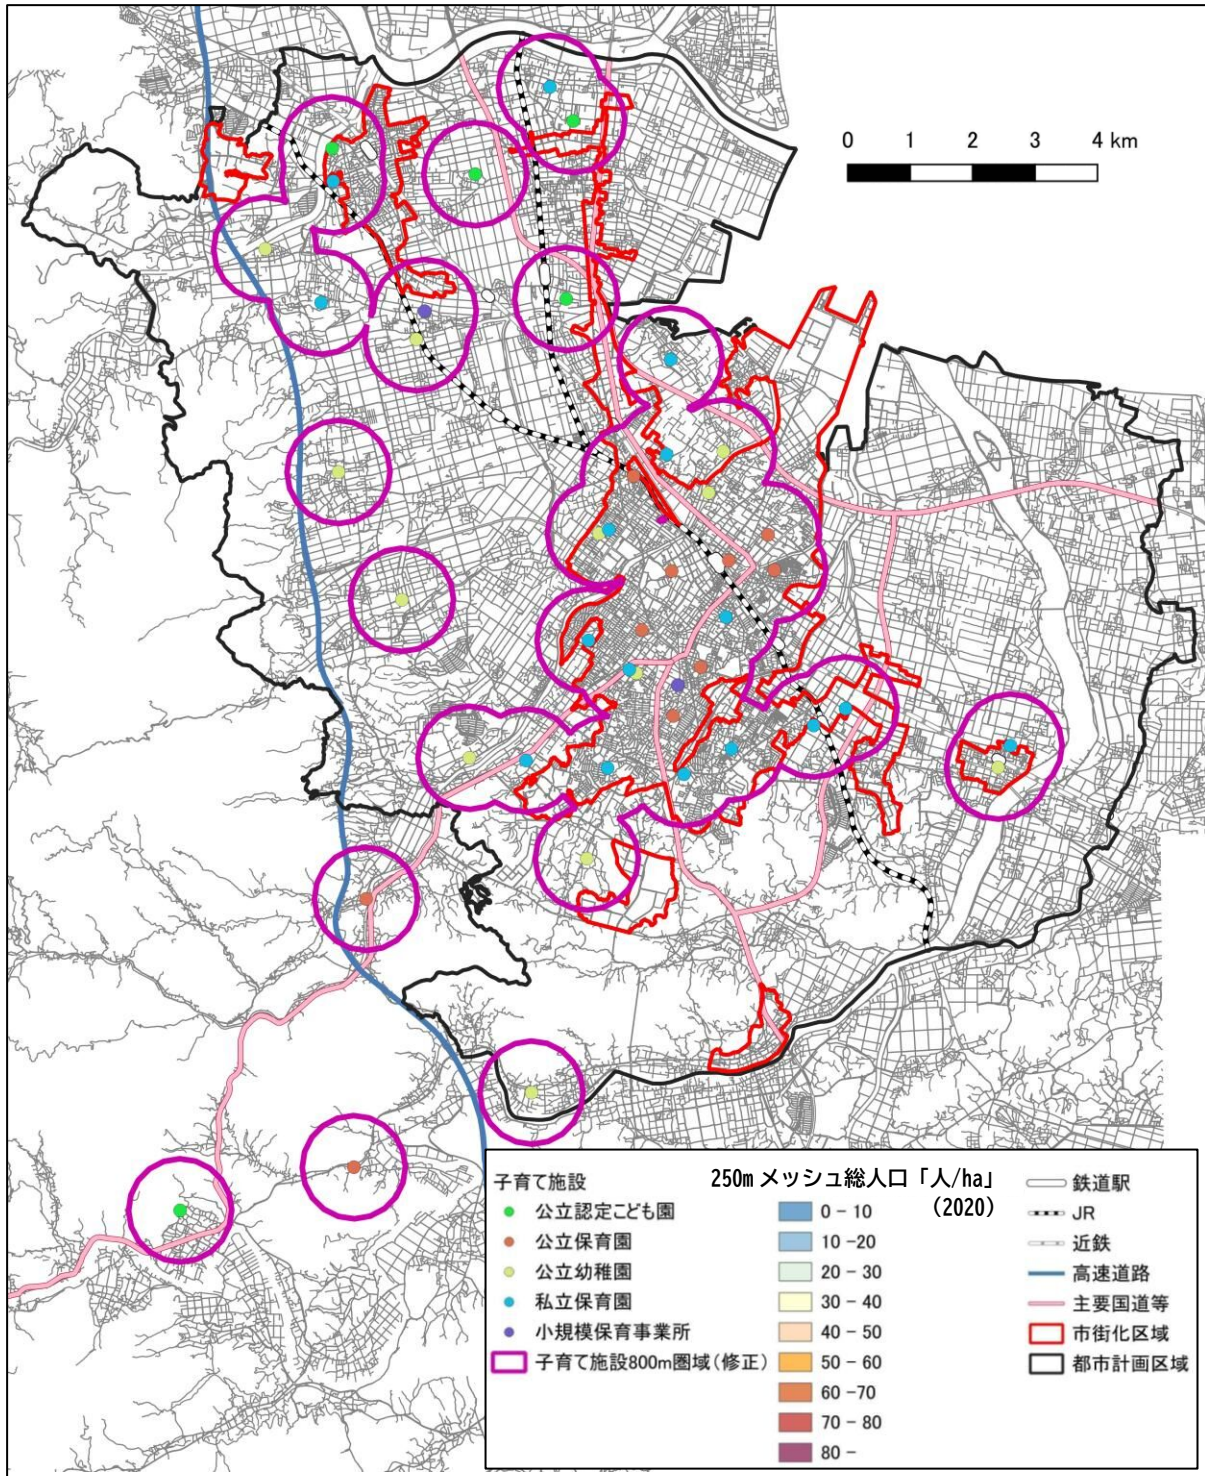 0 1 2 3 4 km
子育て施設
公立認定こども園
公立保育園
公立幼稚園
私立保育園
小規模保育事業所
子育て施設800m圏域(修正)
250mメッシュ総人口「人/ha」
(2020)
0 - 10
10 -20
20 - 30
30 - 40
40 - 50
50 - 60
60 -70
70 - 80
80 -
鉄道駅
JR
近鉄
高速道路
主要国道等
市街化区域
都市計画区域